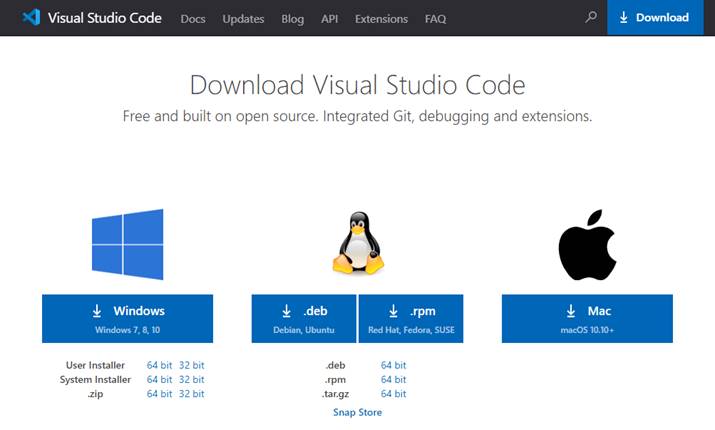 Visual Studio Code Docs Updates Blog API Extensions FAQ Download
Download Visual Studio Code
Free and built on open source. Integrated Git, debugging and extensions.
Windows
Windows 7, 8, 10
.deb
Debian, Ubuntu
.rpm
Red Hat, Fedora, SUSE
Mac
macOS 10.10+
User Installer 64 bit 32 bit
System Installer 64 bit 32 bit
.zip 64 bit 32 bit
.deb 64 bit
.rpm 64 bit
.tar.gz 64 bit
Snap Store